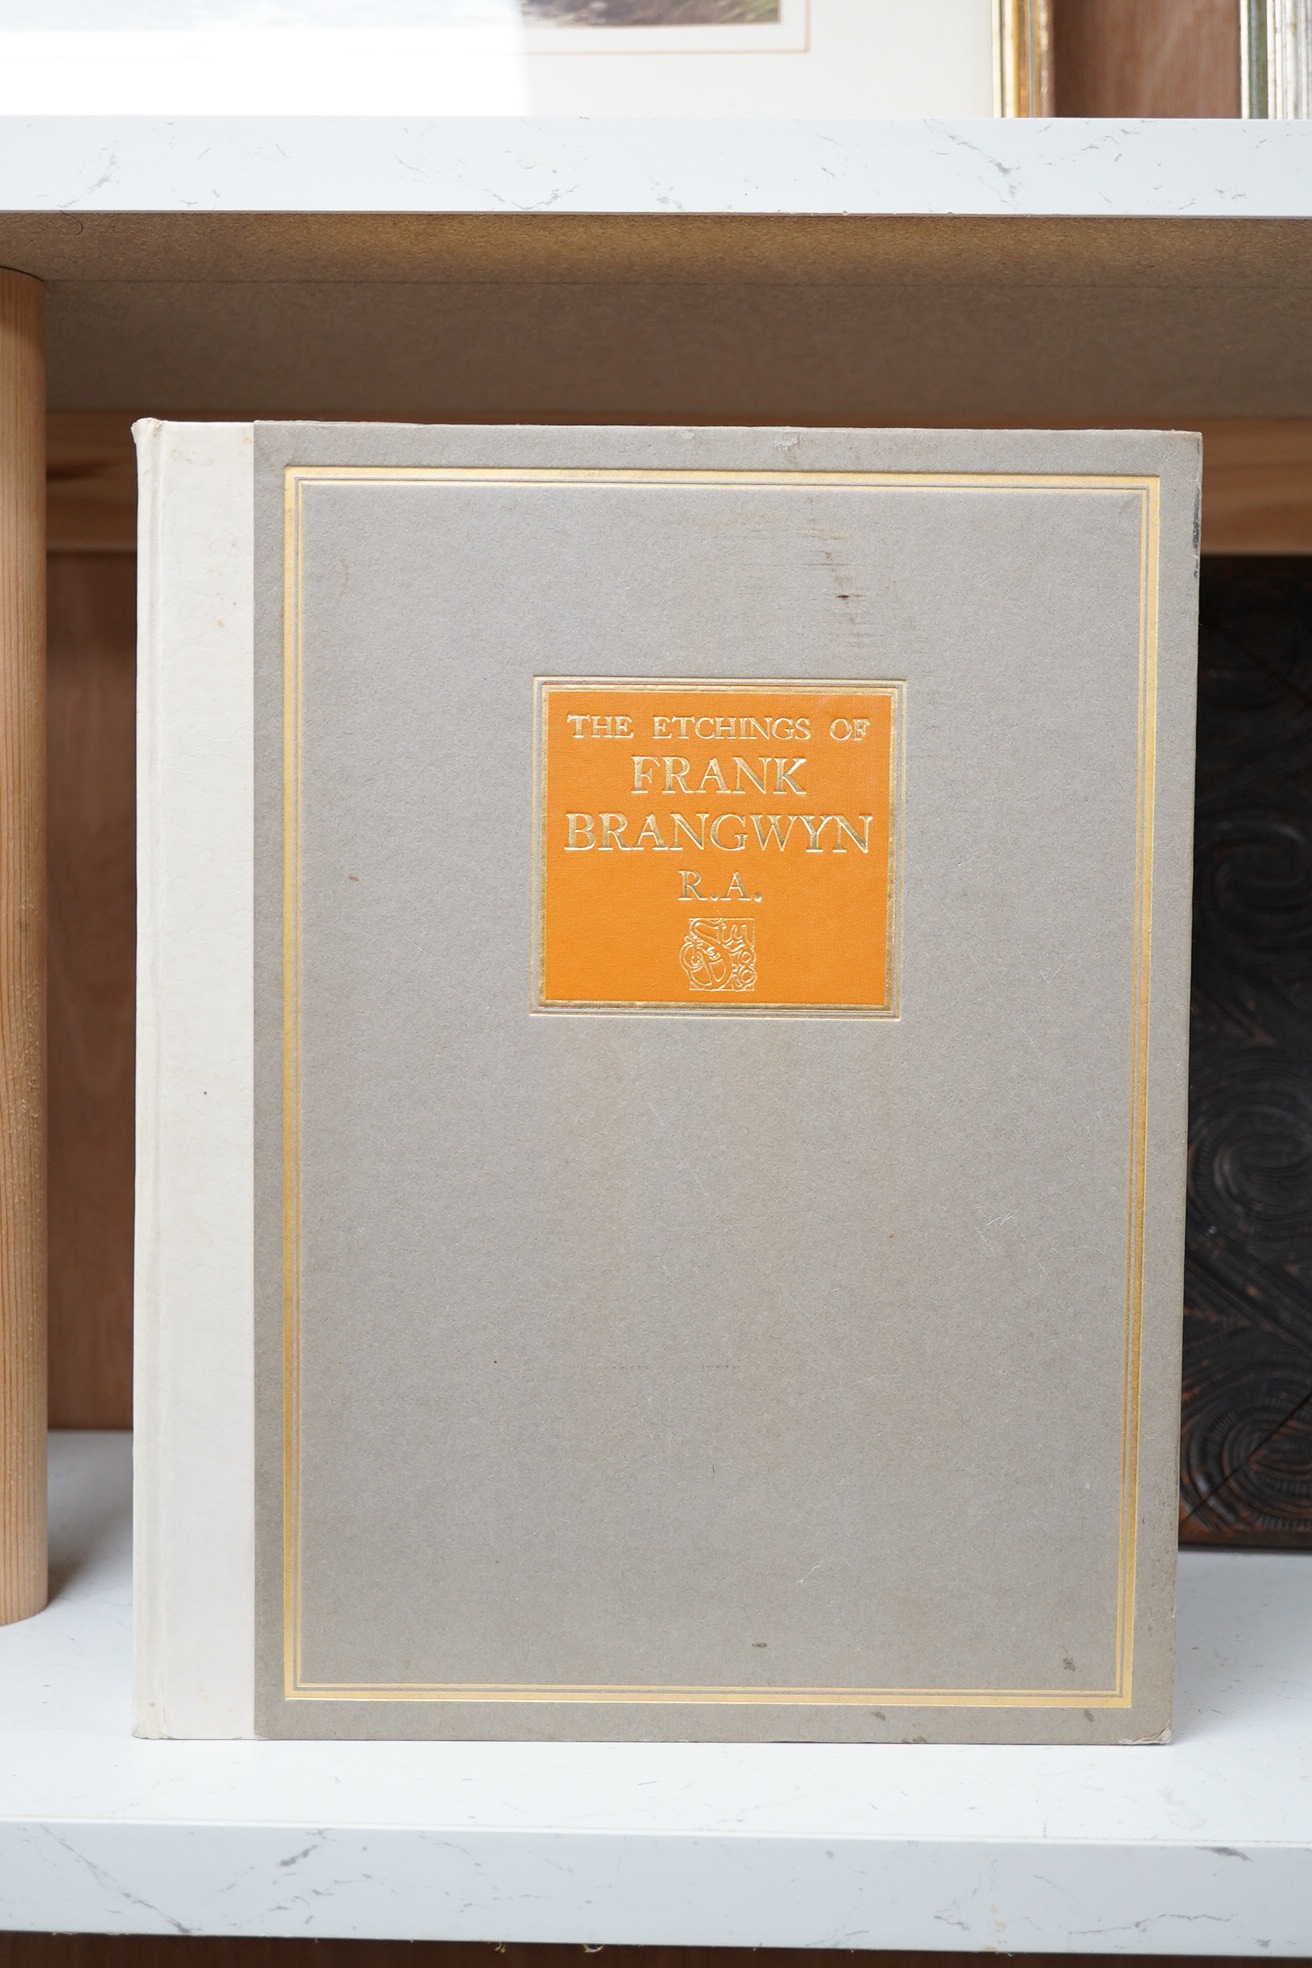 THE ETCHINGS OF
FRANK
BRANGWYN
R.A.